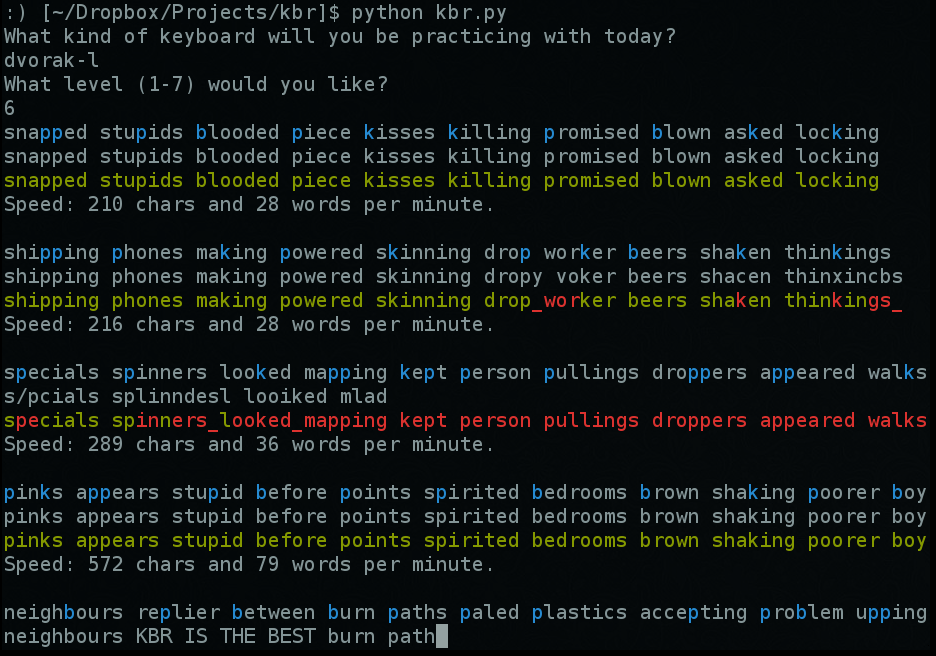 :) [~/Dropbox/Projects/kbr]$ python kbr.py
What kind of keyboard will you be practicing with today?
dvorak-l
What level (1-7) would you like?
6
snapped stupids blooded piece kisses killing promised blown asked locking
snapped stupids blooded piece kisses killing promised blown asked locking
snapped stupids blooded piece kisses killing promised blown asked locking
Speed: 210 chars and 28 words per minute.

shipping phones making powered skinning drop worker beers shaken thinkings
shipping phones making powered skinning dropy voker beers shacen thinxincbs
shipping phones making powered skinning drop_worker beers shaken thinkings_
Speed: 216 chars and 28 words per minute.

specials spinners looked mapping kept person pullings droppers appeared walks
s/pcials splinndesl looiked mlad
specials spinners_looked_mapping kept person pullings droppers appeared walks
Speed: 289 chars and 36 words per minute.

pinks appears stupid before points spirited bedrooms brown shaking poorer boy
pinks appears stupid before points spirited bedrooms brown shaking poorer boy
pinks appears stupid before points spirited bedrooms brown shaking poorer boy
Speed: 572 chars and 79 words per minute.

neighbours replier between burn paths paled plastics accepting problem upping
neighbours KBR IS THE BEST burn path